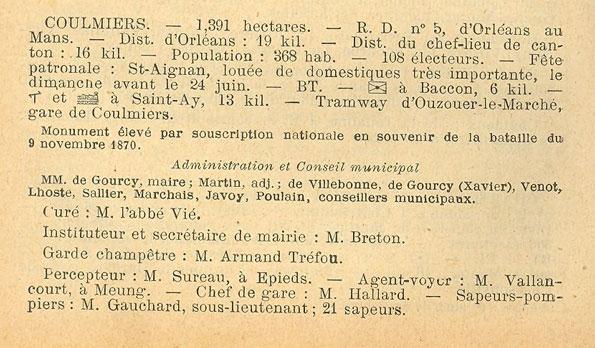 COULMIERS. — 1,391 hectares. — R. D. n° 5, d'Orléans au
Mans. — Dist. d'Orléans : 19 kil. — Dist. du chef-lieu de can-
ton : 16 kil. — Population : 368 hab. — 108 électeurs. — Fête
patronale : St-Aignan, louée de domestiques très importante, le
dimanche avant le 24 juin. — BT. — à Baccon, 6 kil. —
et à Saint-Ay, 13 kil. — Tramway d'Ouzouer-le-Marché,
gare de Coulmiers.
Monument élevé par souscription nationale en souvenir de la bataille du
9 novembre 1870.
Administration et Conseil municipal
MM. de Gourcy, maire ; Martin, adj. ; de Villebonne, de Gourcy (Xavier), Venot,
Lhoste, Sallier, Marchais, Javoy, Poulain, conseillers municipaux.
Curé : M. l'abbé Vié.
Instituteur et secrétaire de mairie : M. Breton.
Garde champêtre : M. Armand Tréfou.
Percepteur : M. Sureau, à Epieds. — Agent-voyer : M. Vallan-
court, à Meung. — Chef de gare : M. Hallard. — Sapeurs-pom-
piers : M. Gauchard, sous-lieutenant ; 21 sapeurs.